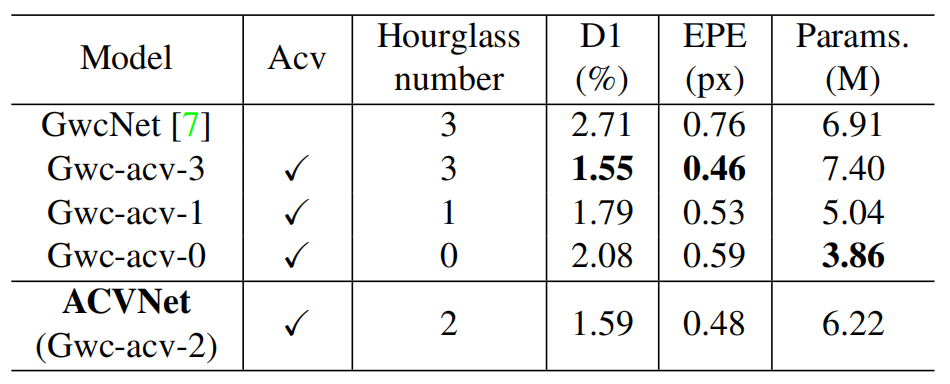 Model Acv Hourglass number D1 (%) EPE (px) Params. (M)
GwcNet [7] 3 2.71 0.76 6.91
Gwc-acv-3 ✓ 3 1.55 0.46 7.40
Gwc-acv-1 ✓ 1 1.79 0.53 5.04
Gwc-acv-0 ✓ 0 2.08 0.59 3.86
ACVNet (Gwc-acv-2) ✓ 2 1.59 0.48 6.22